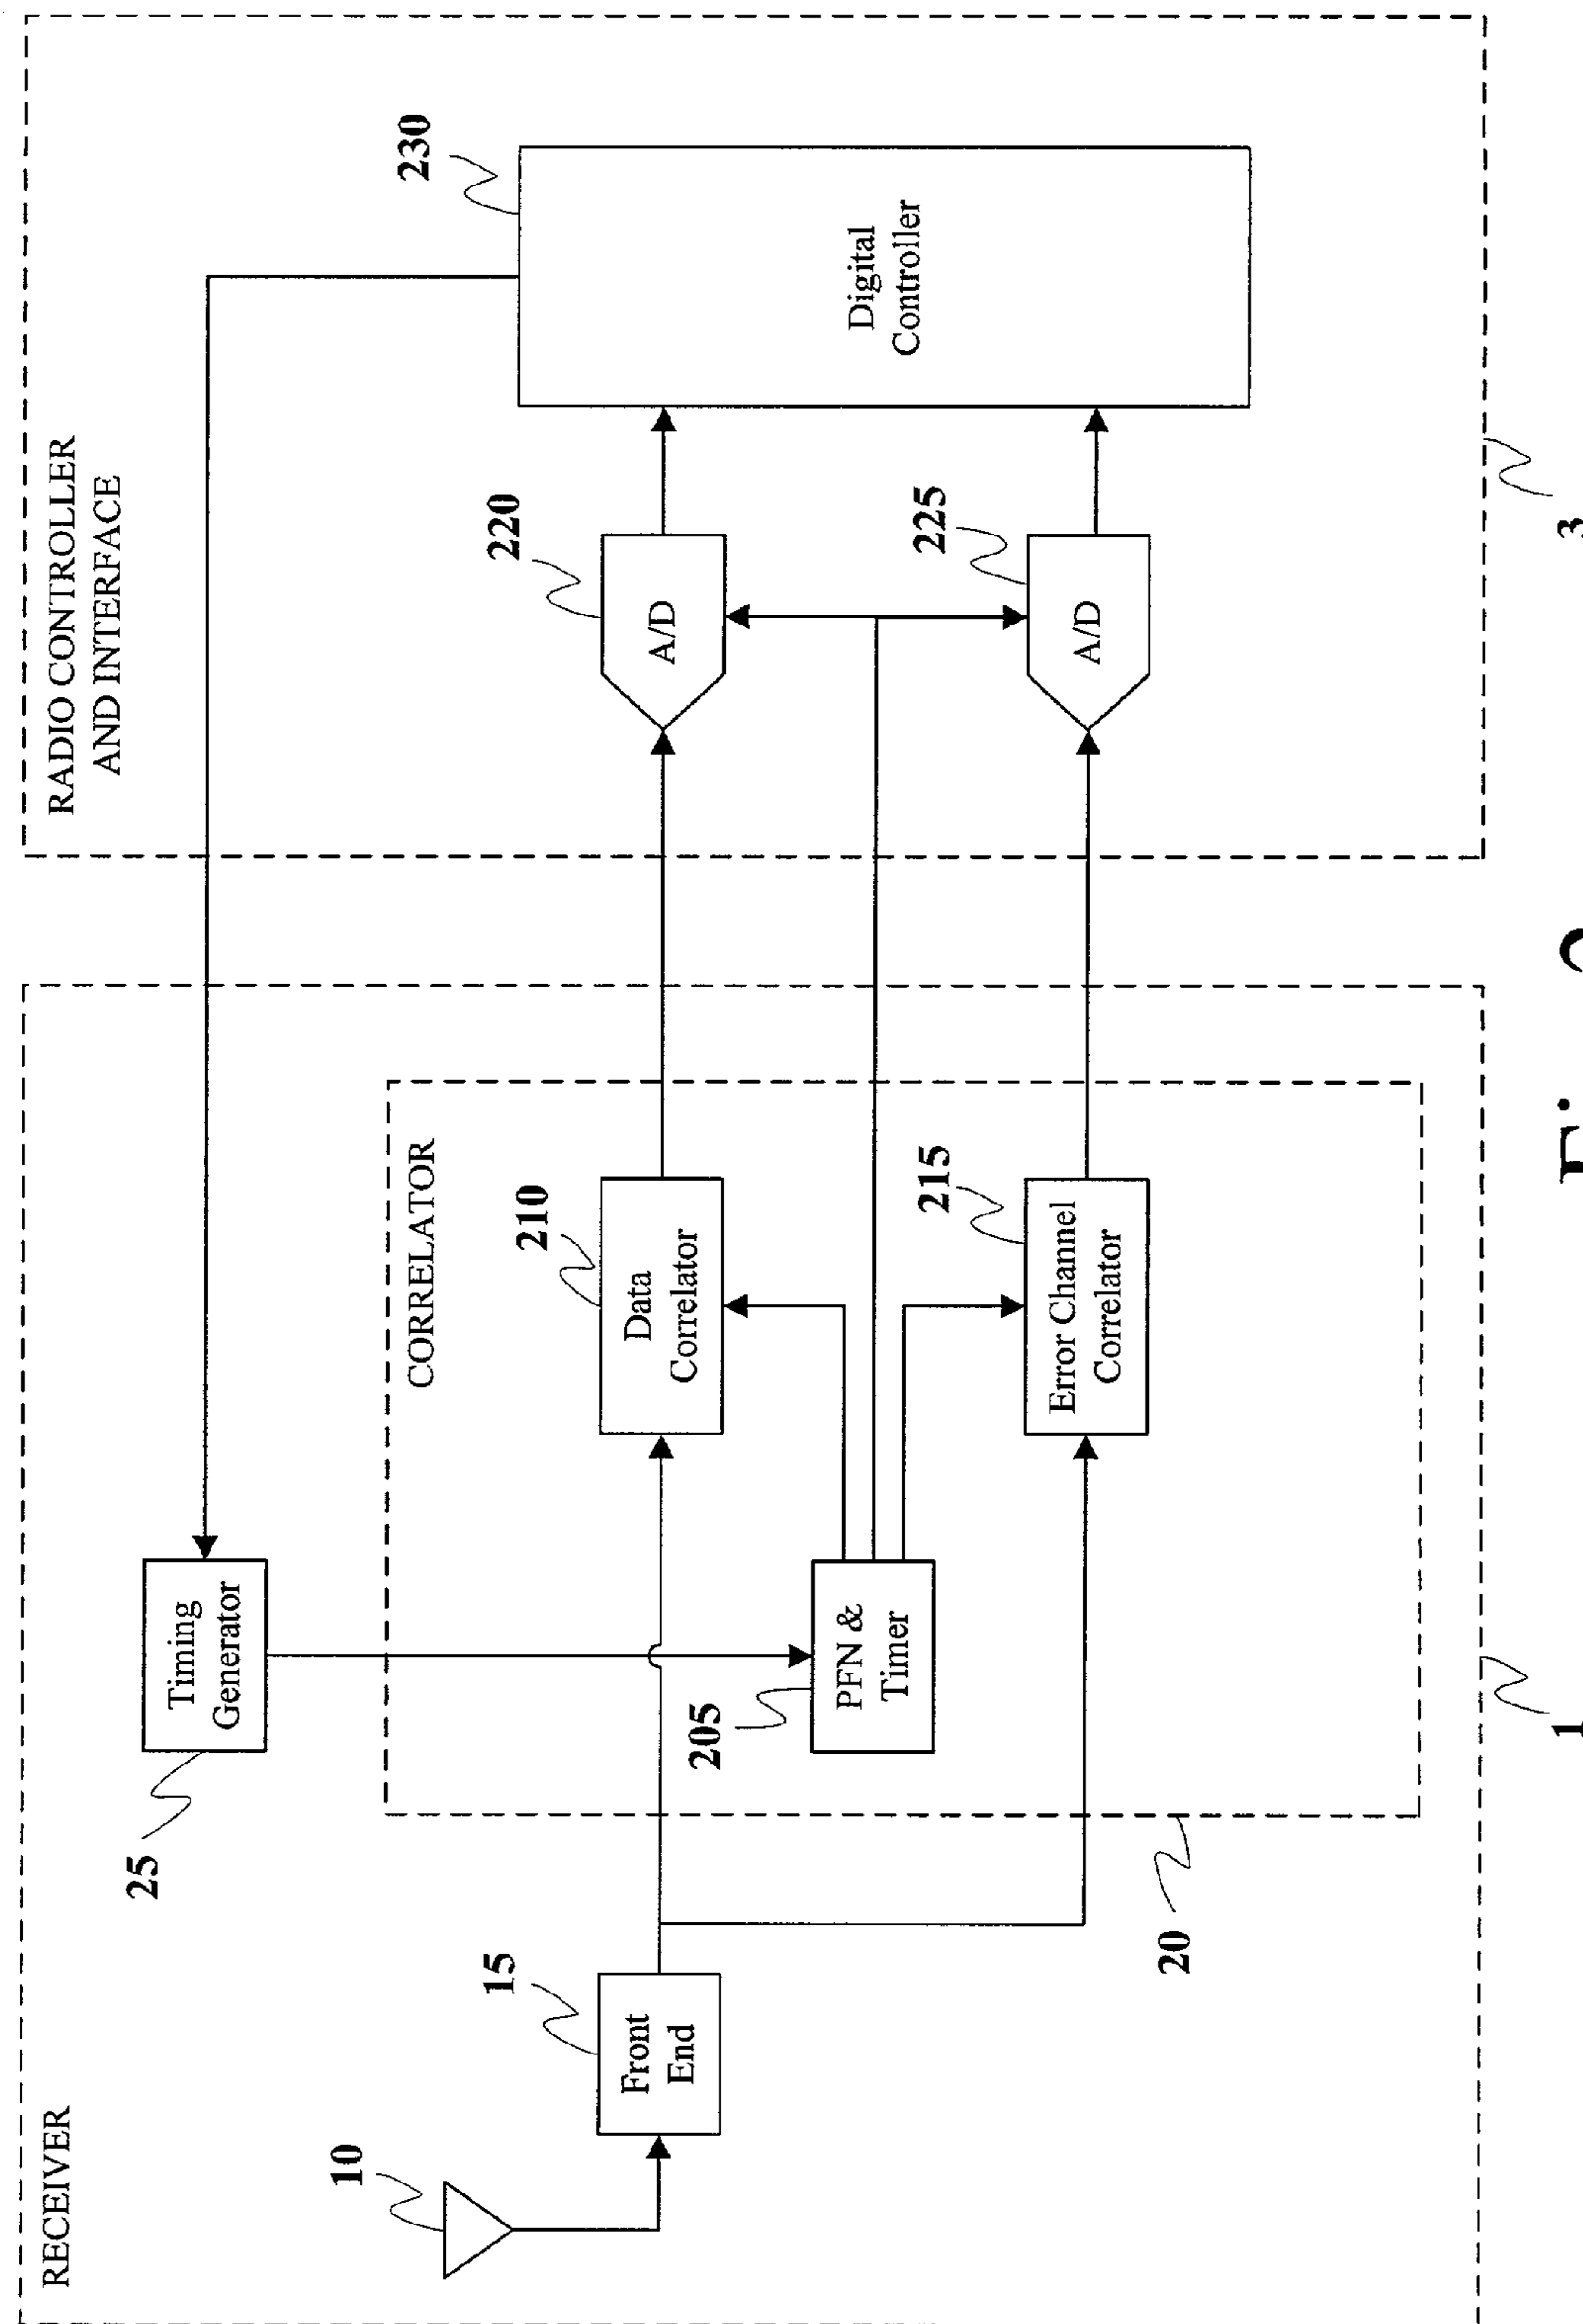 RECEIVER
10
15
Front
End
25
Timing
Generator
20
CORRELATOR
205
PFN &
Timer
210
Data
Correlator
215
Error Channel
Correlator
1
RADIO CONTROLLER
AND INTERFACE
220
A/D
225
A/D
230
Digital
Controller
3